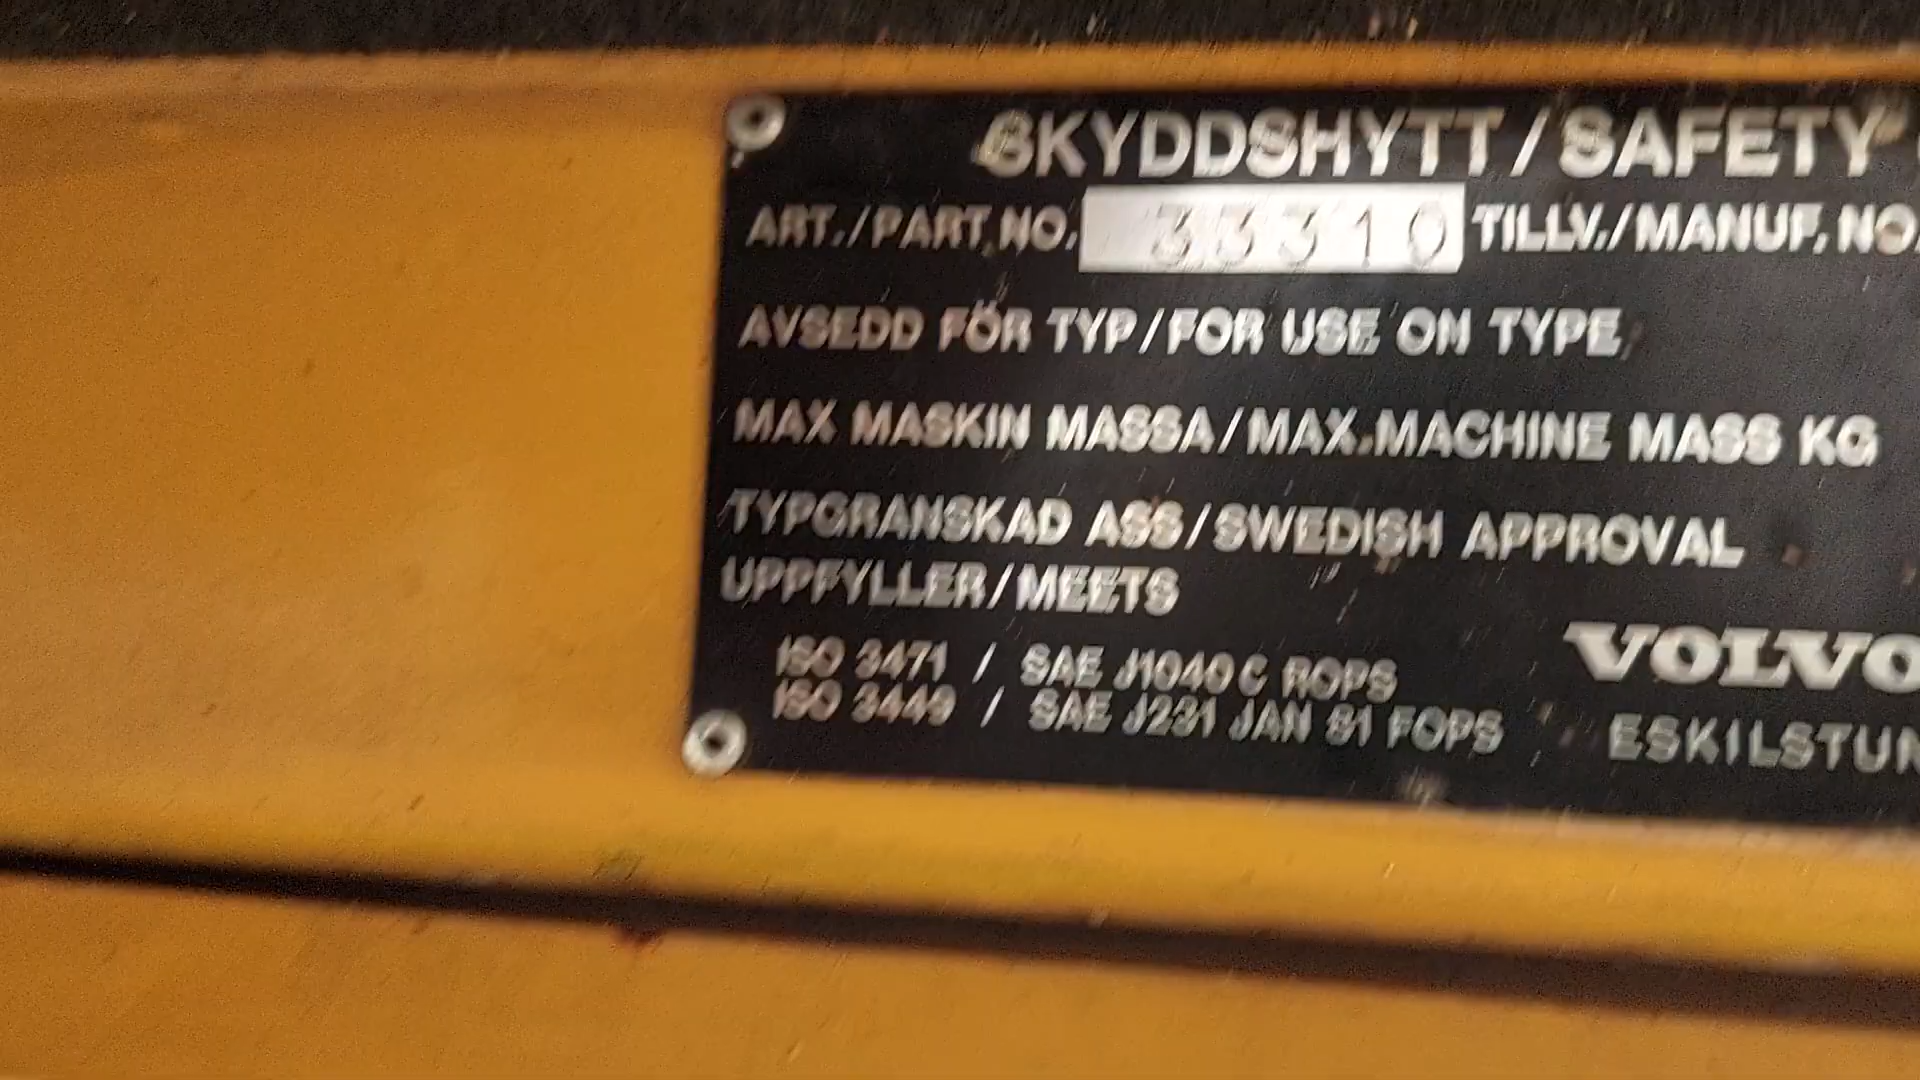 SKYDDSHYTT / SAFETY
ART./PART.NO. 33310 TILLV./MANUF. NO.
AVSEDD FÖR TYP/FOR USE ON TYPE
MAX MASKIN MASSA/MAX.MACHINE MASS KG
TYPGRANSKAD ASS/SWEDISH APPROVAL
UPPFYLLER/MEETS
ISO 3471 / SAE J1040 C ROPS
ISO 3449 / SAE J231 JAN 81 FOPS
VOLVO
ESKILSTUN